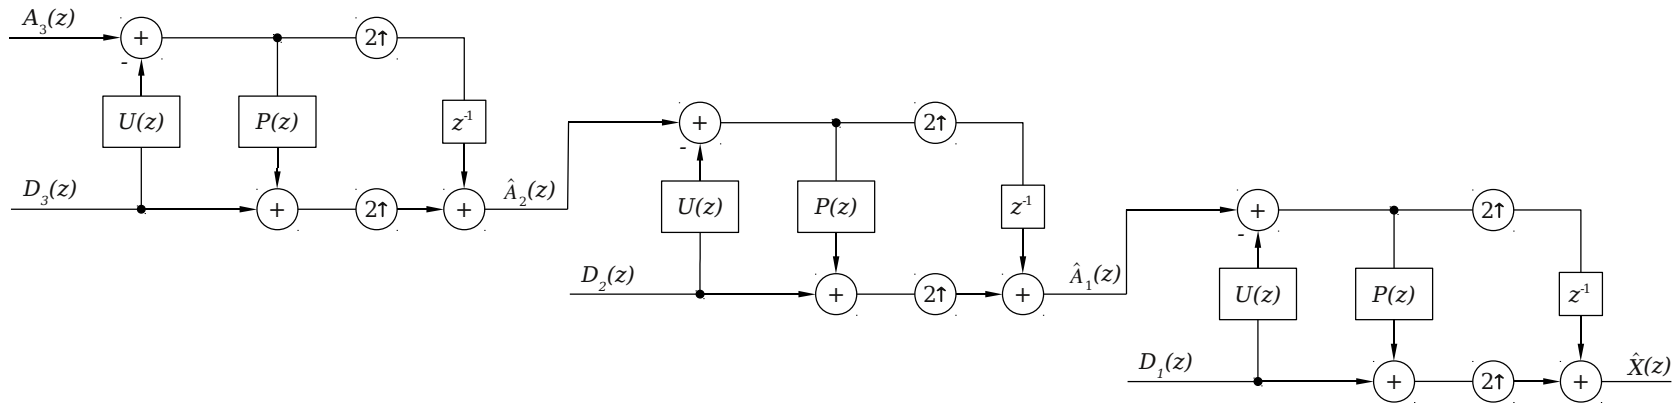 A₃(z)
+
2↑
-
U(z)
P(z)
z⁻¹
D₃(z)
+
2↑
+
Â₂(z)
+
2↑
-
U(z)
P(z)
z⁻¹
D₂(z)
+
2↑
+
Â₁(z)
+
2↑
-
U(z)
P(z)
z⁻¹
D₁(z)
+
2↑
+
X̂(z)